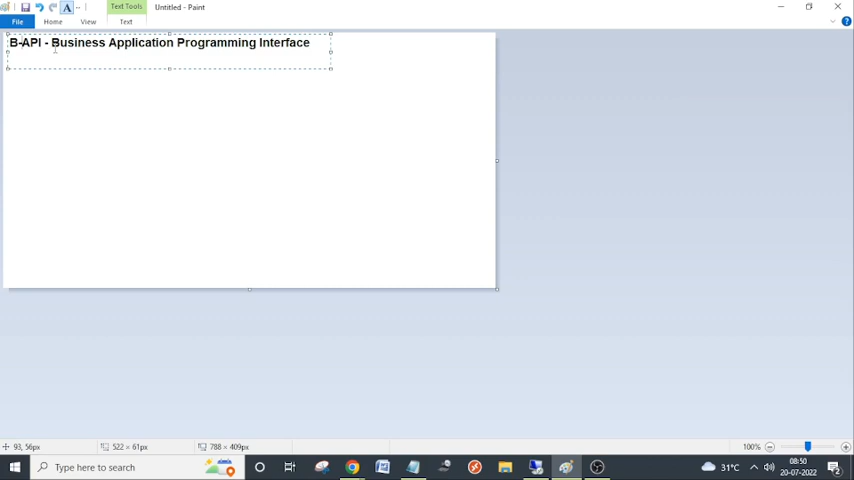 Text Tools
Untitled - Paint
File
Home
View
Text
B-API - Business Application Programming Interface
93, 56px
522 × 61px
788 × 409px
100%
Type here to search
31°C
08:50
20-07-2022
2